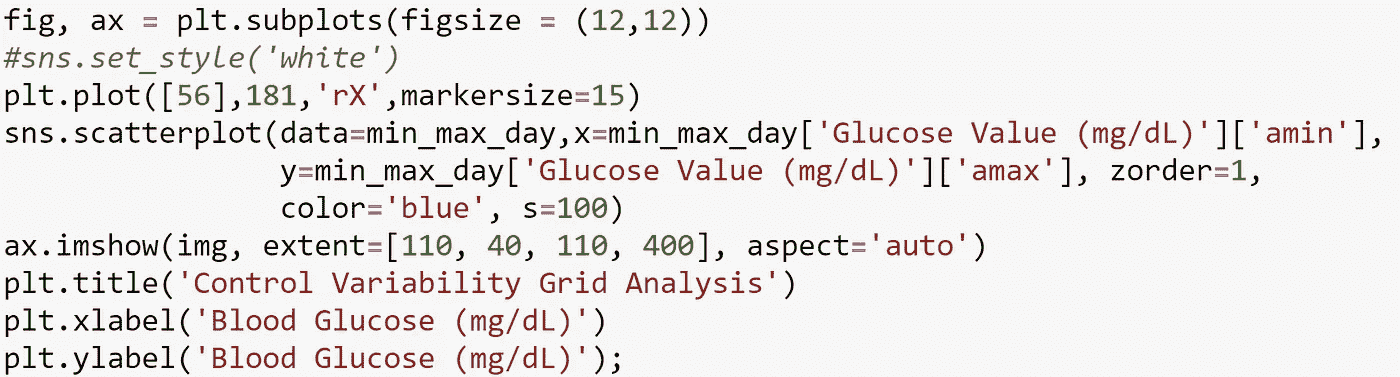 fig, ax = plt.subplots(figsize = (12,12))
#sns.set_style('white')
plt.plot([56],181,'rX',markersize=15)
sns.scatterplot(data=min_max_day,x=min_max_day['Glucose Value (mg/dL)']['amin'],
                y=min_max_day['Glucose Value (mg/dL)']['amax'], zorder=1,
                color='blue', s=100)
ax.imshow(img, extent=[110, 40, 110, 400], aspect='auto')
plt.title('Control Variability Grid Analysis')
plt.xlabel('Blood Glucose (mg/dL)')
plt.ylabel('Blood Glucose (mg/dL)');